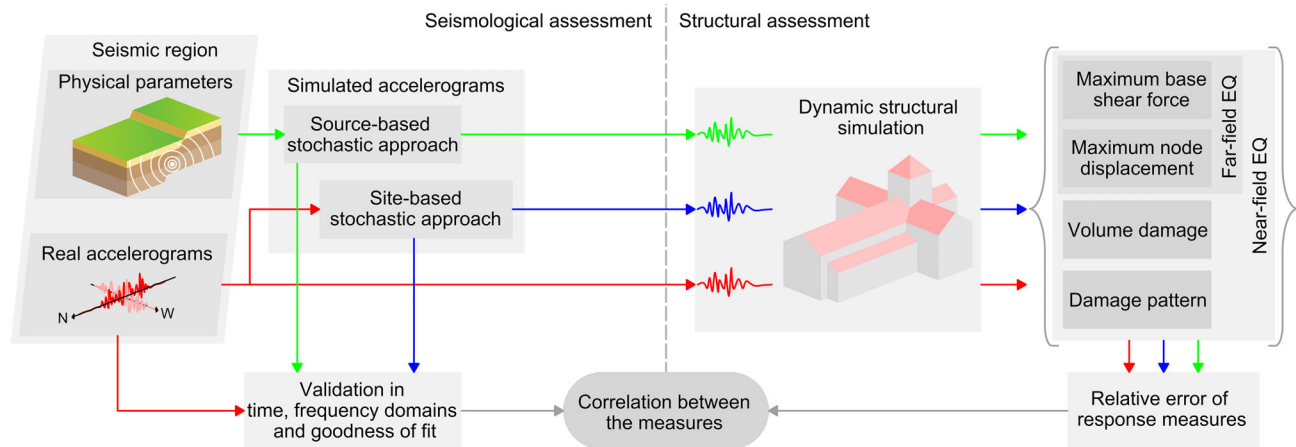 Seismological assessment
Structural assessment
Seismic region
Physical parameters
Real accelerograms
N
W
Simulated accelerograms
Source-based
stochastic approach
Site-based
stochastic approach
Dynamic structural
simulation
Maximum base
shear force
Maximum node
displacement
Volume damage
Damage pattern
Far-field EQ
Near-field EQ
Validation in
time, frequency domains
and goodness of fit
Correlation between
the measures
Relative error of
response measures